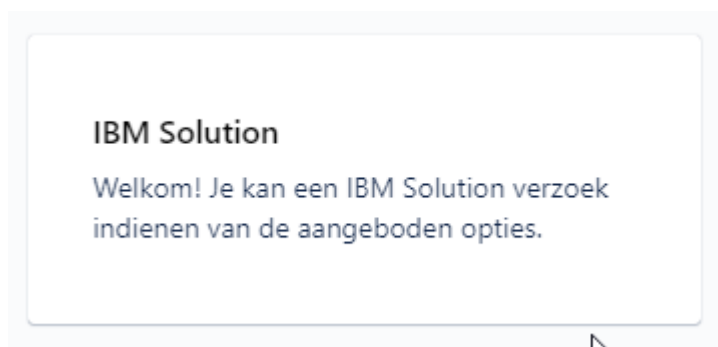 IBM Solution
Welkom! Je kan een IBM Solution verzoek
indienen van de aangeboden opties.